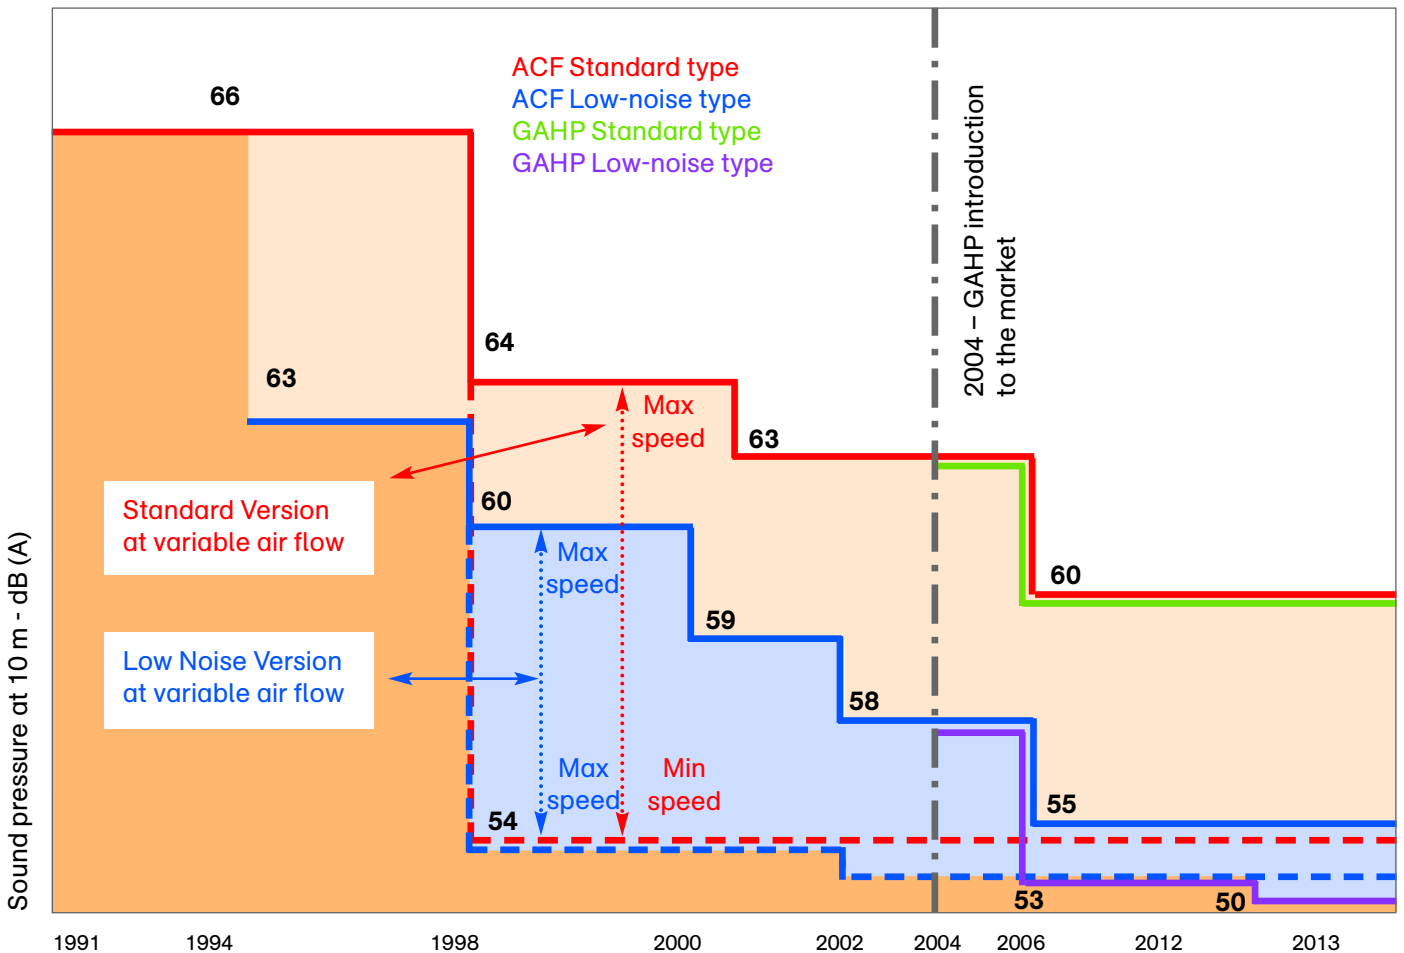 ACF Standard type
ACF Low-noise type
GAHP Standard type
GAHP Low-noise type
66
2004 – GAHP introduction
to the market
64
63
Max
speed
63
60
Standard Version
at variable air flow
Max
speed
60
59
Low Noise Version
at variable air flow
58
Max
speed
Min
speed
54
55
53
50
Sound pressure at 10 m - dB (A)
1991 1994 1998 2000 2002 2004 2006 2012 2013